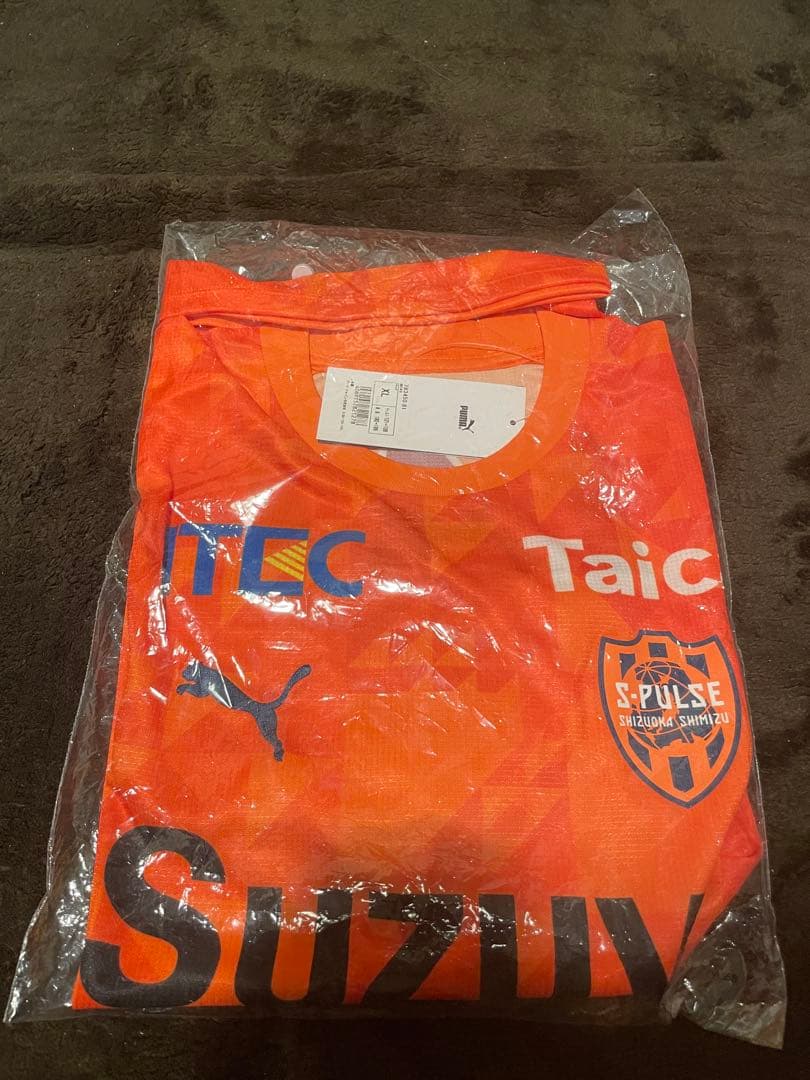 PUMA
XL
TEC
Taic
S-PULSE
SHIZUOKA SHIMIZU
SUZUY